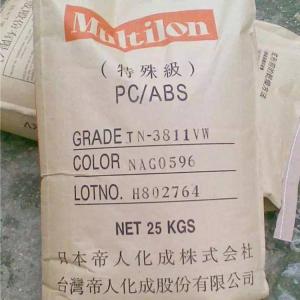 Multilon
(特殊級)
PC/ABS
GRADE TN-3811VW
COLOR NAG0596
LOTNO. H802764
NET 25 KGS
日本帝人化成株式会社
台灣帝人化成股份有限公司